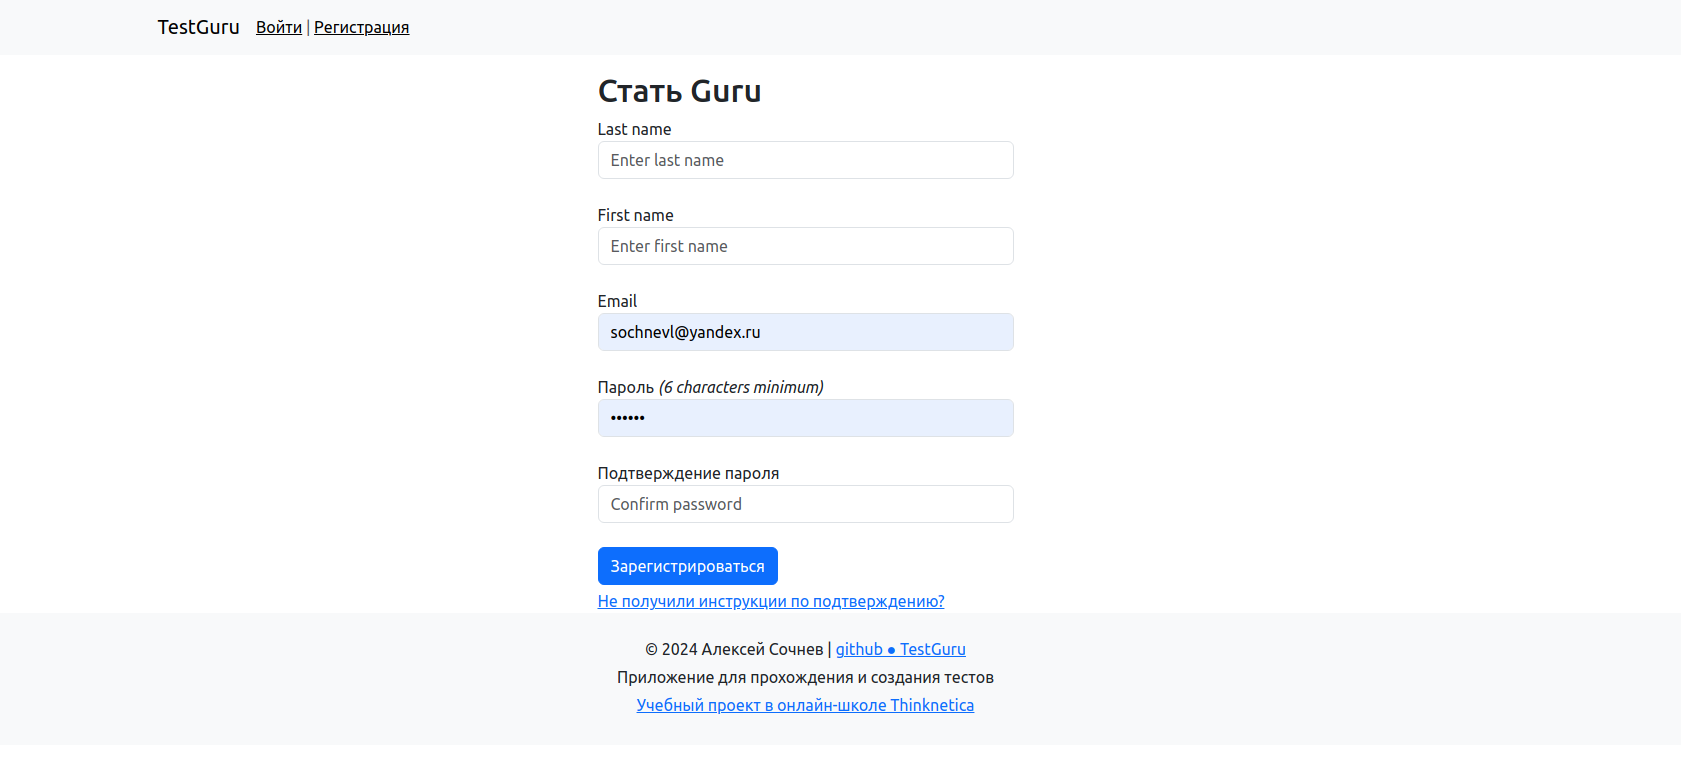 TestGuru Войти | Регистрация
Стать Guru
Last name
Enter last name
First name
Enter first name
Email
sochnevl@yandex.ru
Пароль (6 characters minimum)
••••••
Подтверждение пароля
Confirm password
Зарегистрироваться
Не получили инструкции по подтверждению?
© 2024 Алексей Сочнев | github ● TestGuru
Приложение для прохождения и создания тестов
Учебный проект в онлайн-школе Thinknetica